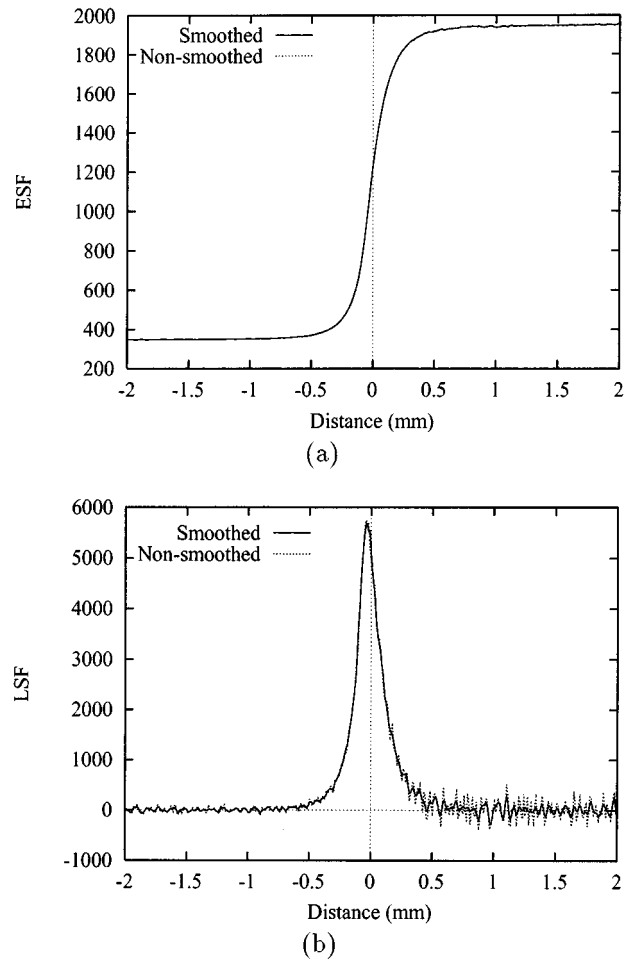 2000
1800
1600
1400
1200
1000
800
600
400
200
ESF
Smoothed
Non-smoothed
-2 -1.5 -1 -0.5 0 0.5 1 1.5 2
Distance (mm)
(a)
6000
5000
4000
3000
2000
1000
0
-1000
LSF
Smoothed
Non-smoothed
-2 -1.5 -1 -0.5 0 0.5 1 1.5 2
Distance (mm)
(b)